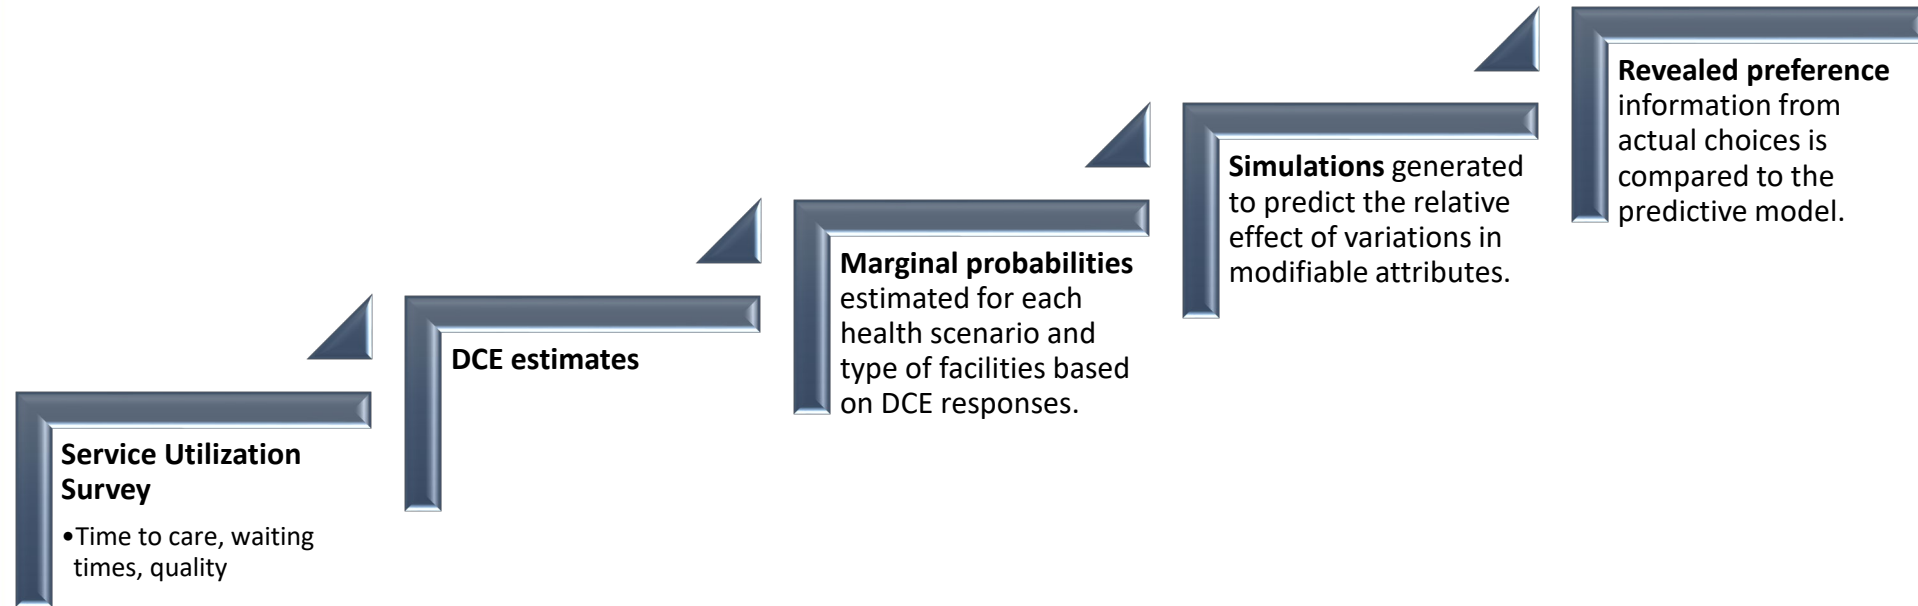 Service Utilization
Survey
•Time to care, waiting
times, quality
DCE estimates
Marginal probabilities
estimated for each
health scenario and
type of facilities based
on DCE responses.
Simulations generated
to predict the relative
effect of variations in
modifiable attributes.
Revealed preference
information from
actual choices is
compared to the
predictive model.